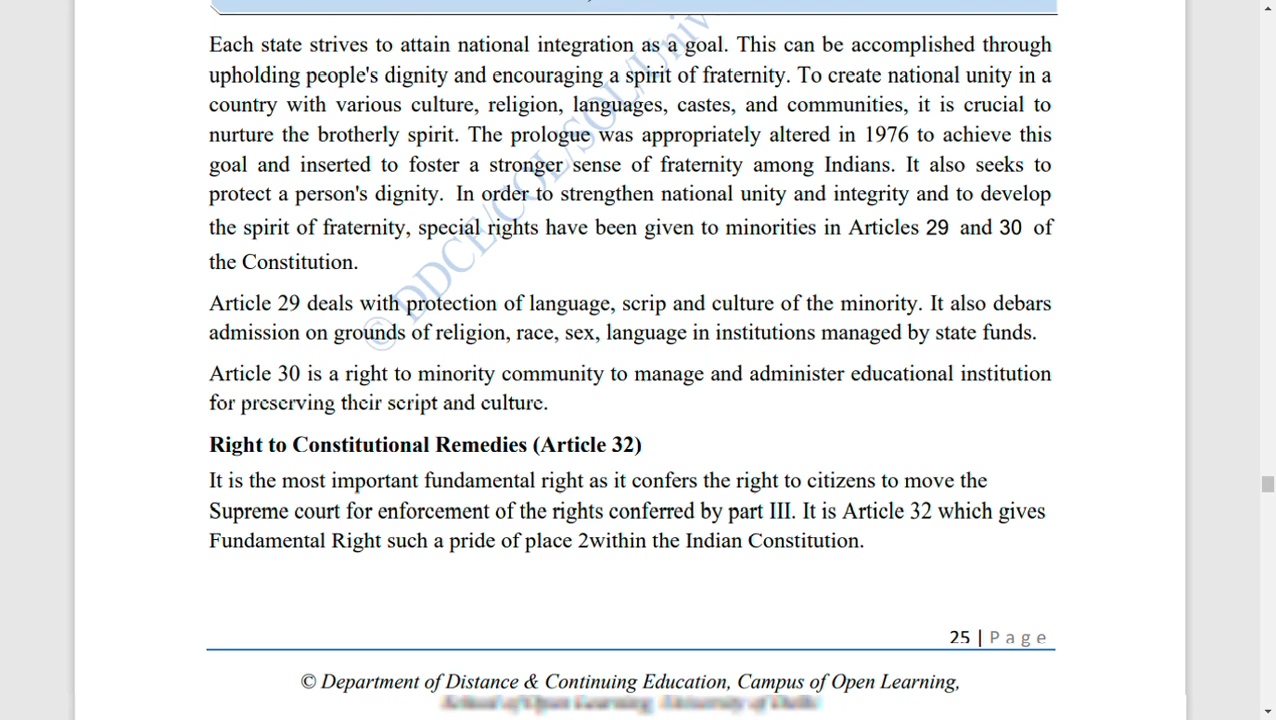 Each state strives to attain national integration as a goal. This can be accomplished through
upholding people's dignity and encouraging a spirit of fraternity. To create national unity in a
country with various culture, religion, languages, castes, and communities, it is crucial to
nurture the brotherly spirit. The prologue was appropriately altered in 1976 to achieve this
goal and inserted to foster a stronger sense of fraternity among Indians. It also seeks to
protect a person's dignity. In order to strengthen national unity and integrity and to develop
the spirit of fraternity, special rights have been given to minorities in Articles 29 and 30 of
the Constitution.
Article 29 deals with protection of language, scrip and culture of the minority. It also debars
admission on grounds of religion, race, sex, language in institutions managed by state funds.
Article 30 is a right to minority community to manage and administer educational institution
for preserving their script and culture.
Right to Constitutional Remedies (Article 32)
It is the most important fundamental right as it confers the right to citizens to move the
Supreme court for enforcement of the rights conferred by part III. It is Article 32 which gives
Fundamental Right such a pride of place 2within the Indian Constitution.
© DDCE/COL/SOL/Univ
25 | Page
© Department of Distance & Continuing Education, Campus of Open Learning,
School of Open Learning, University of Delhi